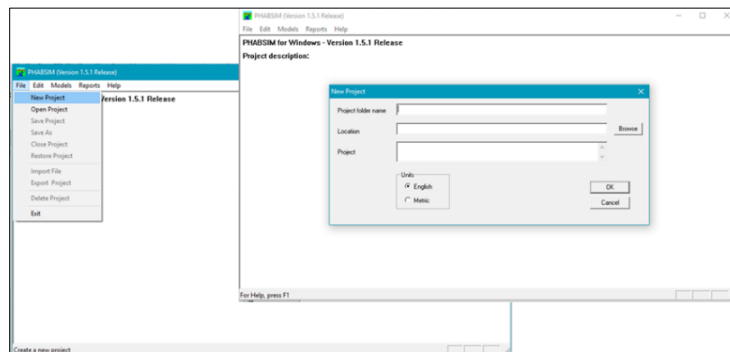 PHABSIM (Version 1.5.1 Release)
File Edit Models Reports Help
PHABSIM for Windows - Version 1.5.1 Release
Project description:
New Project
Project folder name
Location
Browse
Project
Units
English
Metric
OK
Cancel
For Help, press F1
PHABSIM (Version 1.5.1 Release)
File Edit Models Reports Help
Version 1.5.1 Release
New Project
Open Project
Save Project
Save As
Close Project
Restore Project
Import File
Export Project
Delete Project
Exit
Create a new project